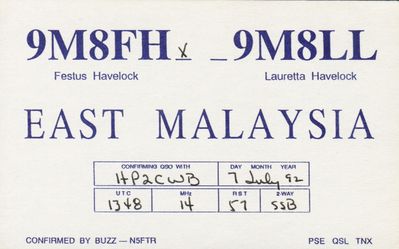 9M8FH x _ 9M8LL
Festus Havelock Lauretta Havelock
EAST MALAYSIA
CONFIRMING QSO WITH DAY MONTH YEAR
HP2CWB 7 July 92
UTC MHz RST 2-WAY
1348 14 57 SSB
CONFIRMED BY BUZZ — N5FTR PSE QSL TNX